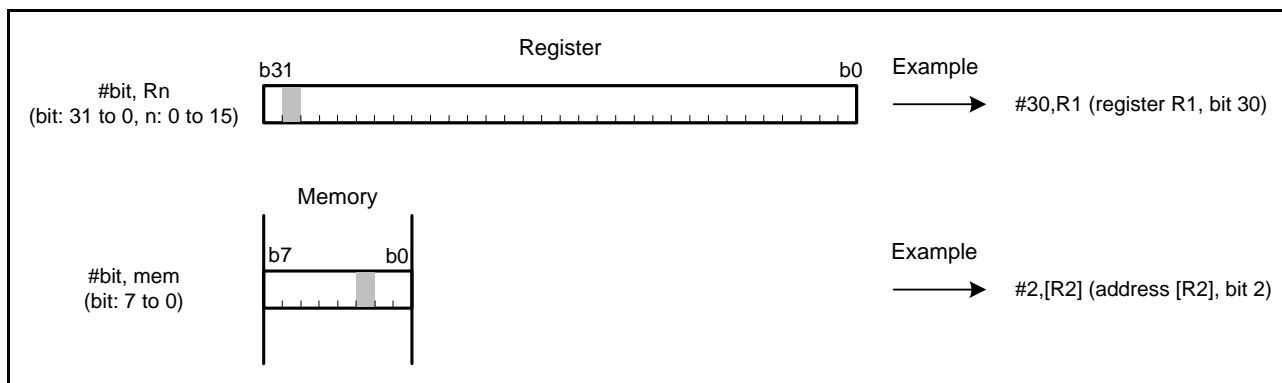 Register
b31 b0
#bit, Rn
(bit: 31 to 0, n: 0 to 15)
Example
#30,R1 (register R1, bit 30)
Memory
b7 b0
#bit, mem
(bit: 7 to 0)
Example
#2,[R2] (address [R2], bit 2)